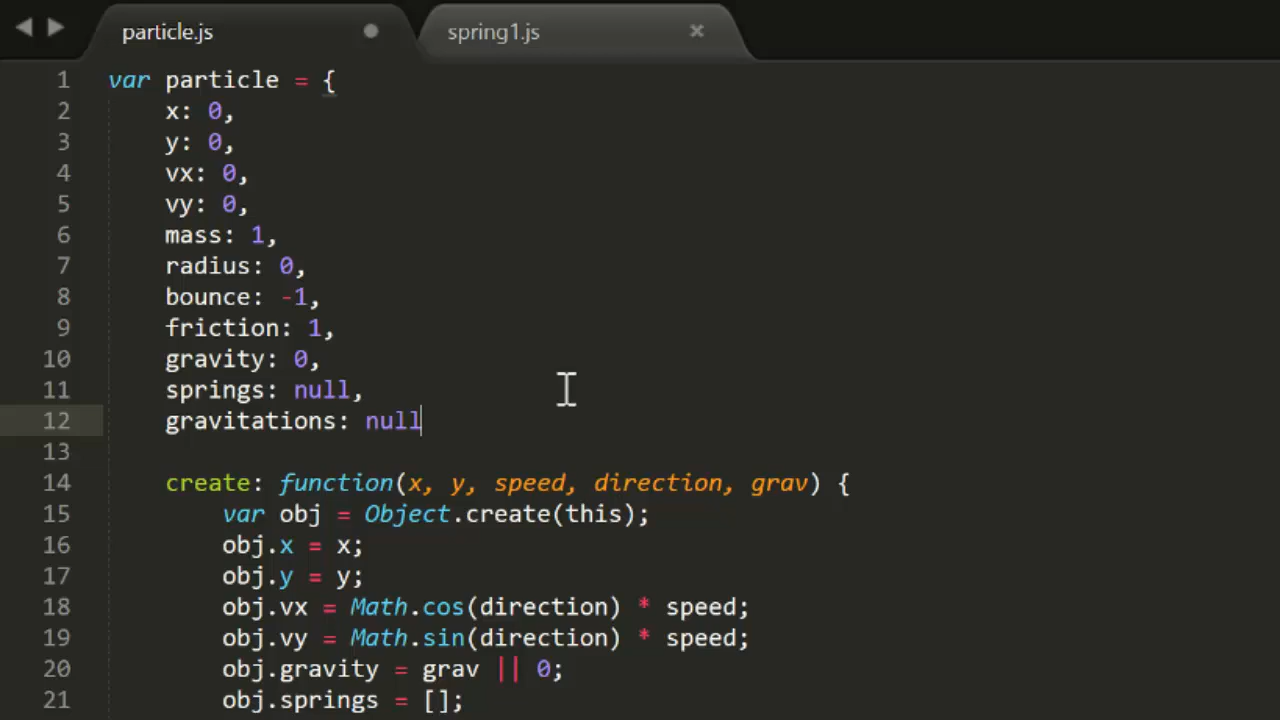 particle.js
spring1.js
1 var particle = {
2 x: 0,
3 y: 0,
4 vx: 0,
5 vy: 0,
6 mass: 1,
7 radius: 0,
8 bounce: -1,
9 friction: 1,
10 gravity: 0,
11 springs: null,
12 gravitations: null
13
14 create: function(x, y, speed, direction, grav) {
15 var obj = Object.create(this);
16 obj.x = x;
17 obj.y = y;
18 obj.vx = Math.cos(direction) * speed;
19 obj.vy = Math.sin(direction) * speed;
20 obj.gravity = grav || 0;
21 obj.springs = [];